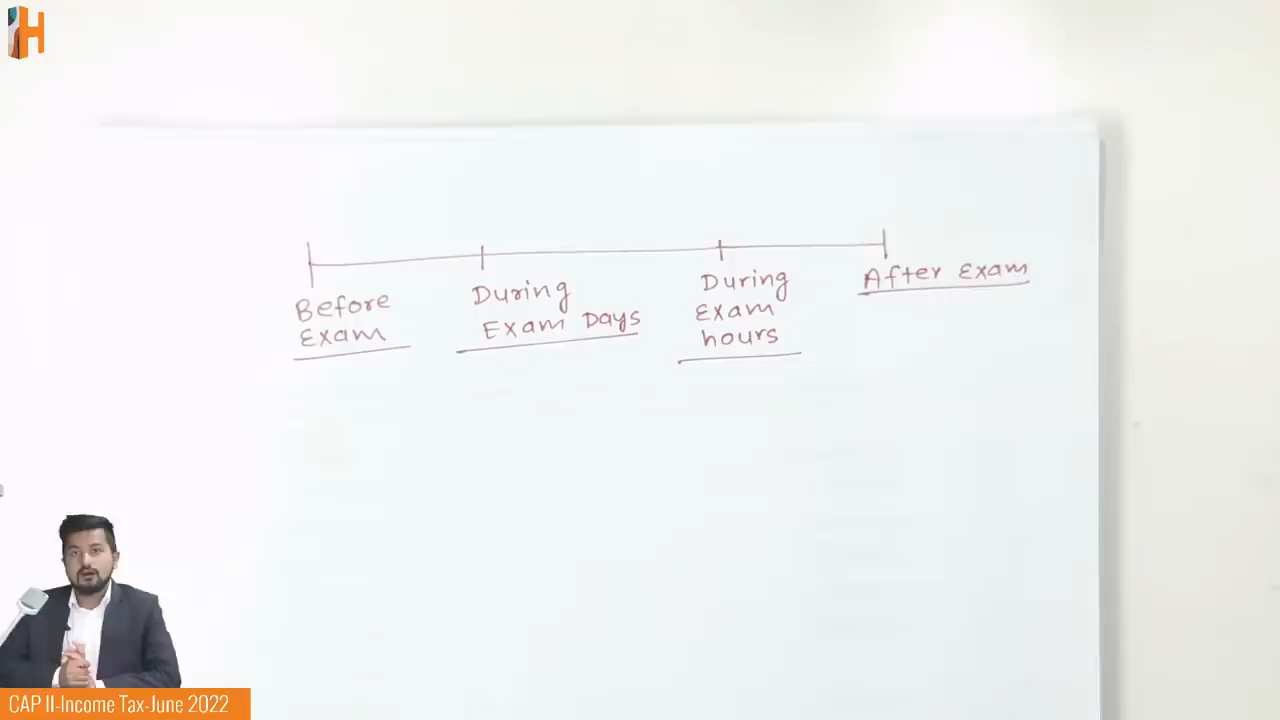 H
Before
Exam
During
Exam Days
During
Exam
hours
After Exam
CAP II-Income Tax-June 2022